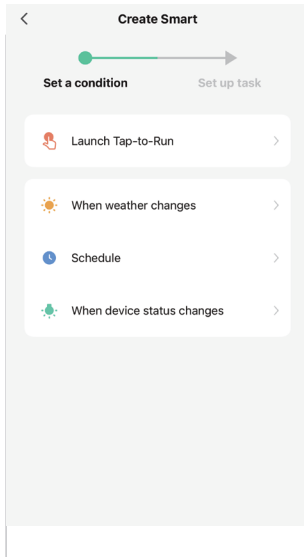 Create Smart
Set a condition Set up task
Launch Tap-to-Run
When weather changes
Schedule
When device status changes